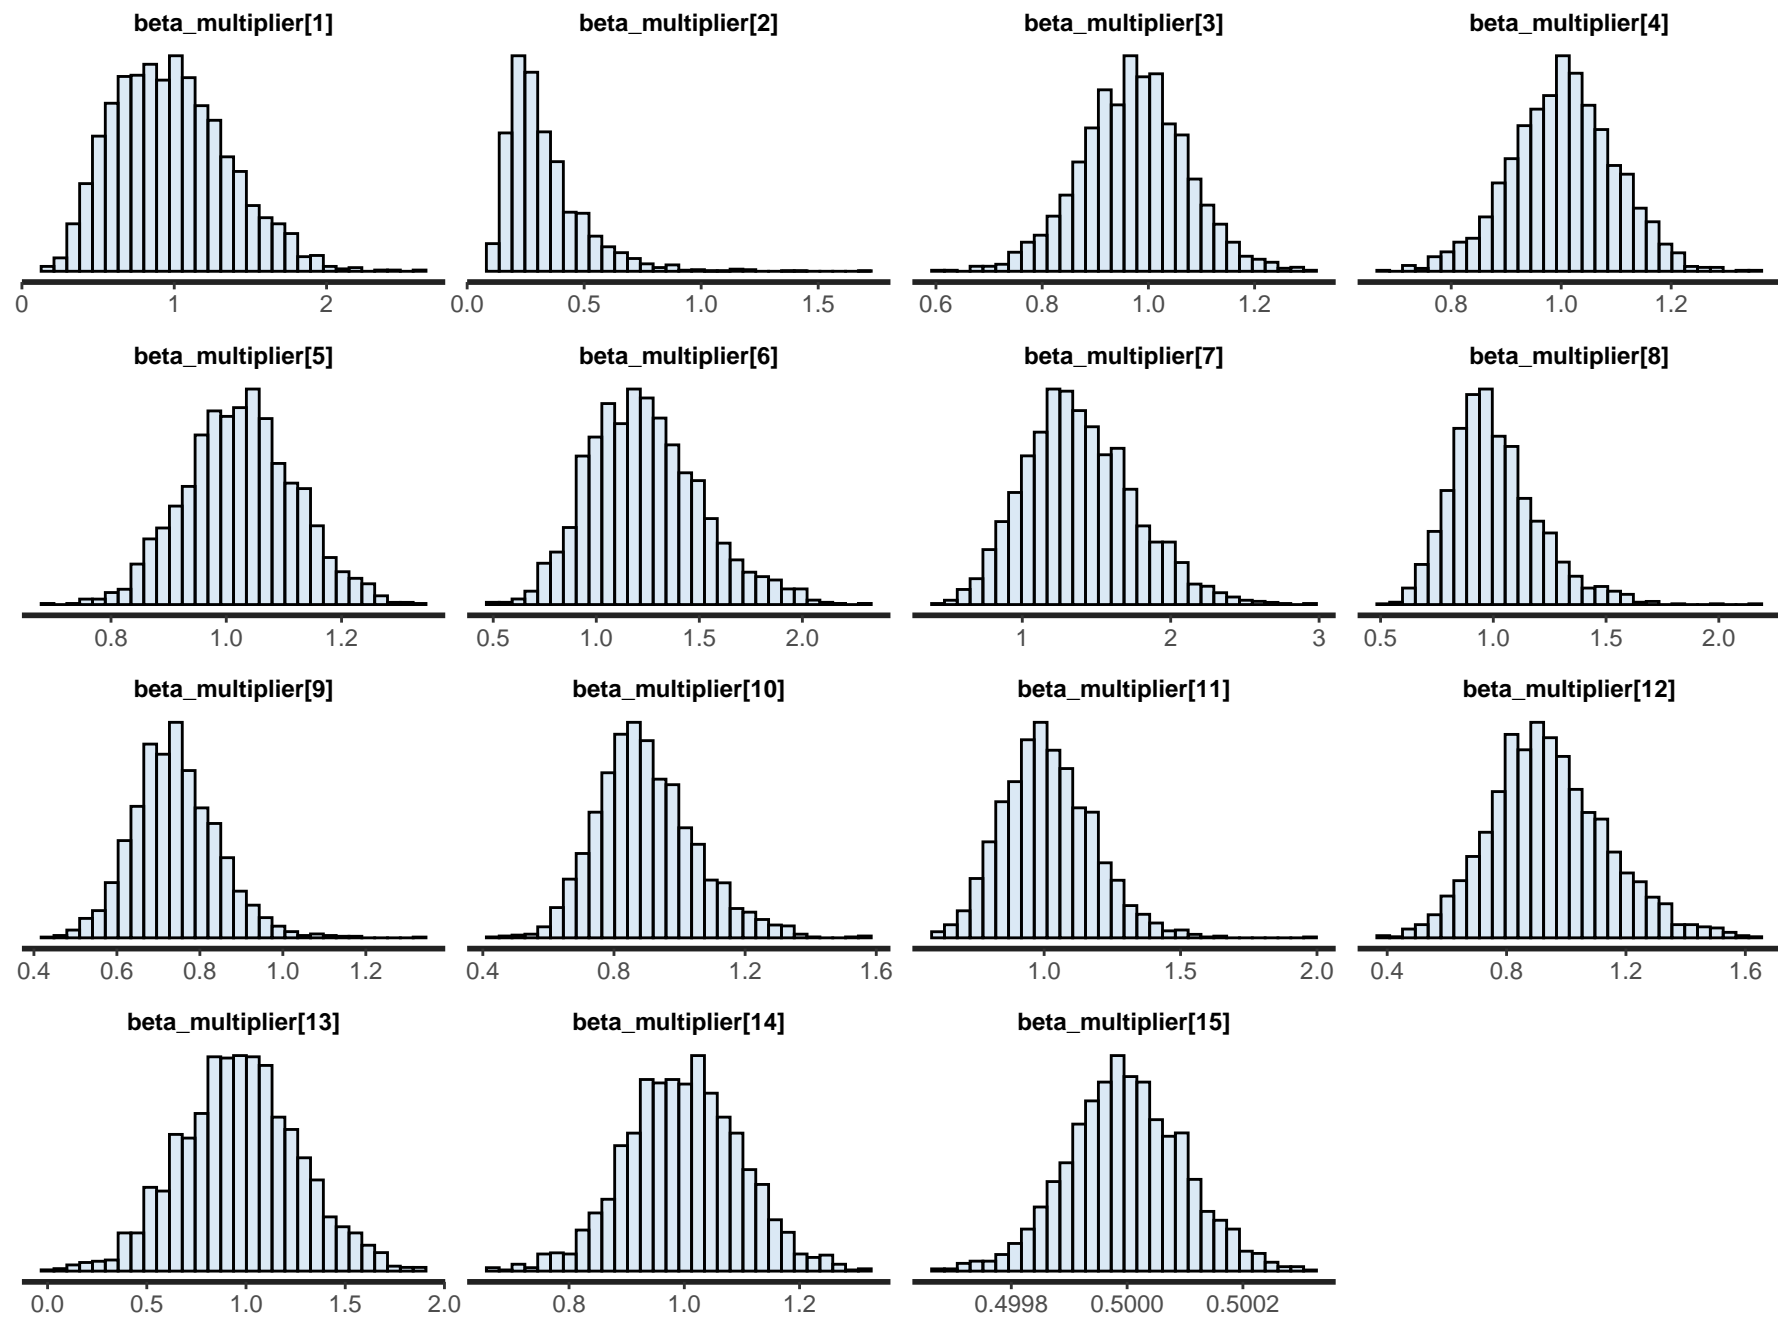 beta_multiplier[1] beta_multiplier[2] beta_multiplier[3] beta_multiplier[4]
0 1 2 0.0 0.5 1.0 1.5 0.6 0.8 1.0 1.2 0.8 1.0 1.2
beta_multiplier[5] beta_multiplier[6] beta_multiplier[7] beta_multiplier[8]
0.8 1.0 1.2 0.5 1.0 1.5 2.0 1 2 3 0.5 1.0 1.5 2.0
beta_multiplier[9] beta_multiplier[10] beta_multiplier[11] beta_multiplier[12]
0.4 0.6 0.8 1.0 1.2 0.4 0.8 1.2 1.6 1.0 1.5 2.0 0.4 0.8 1.2 1.6
beta_multiplier[13] beta_multiplier[14] beta_multiplier[15]
0.0 0.5 1.0 1.5 2.0 0.8 1.0 1.2 0.4998 0.5000 0.5002